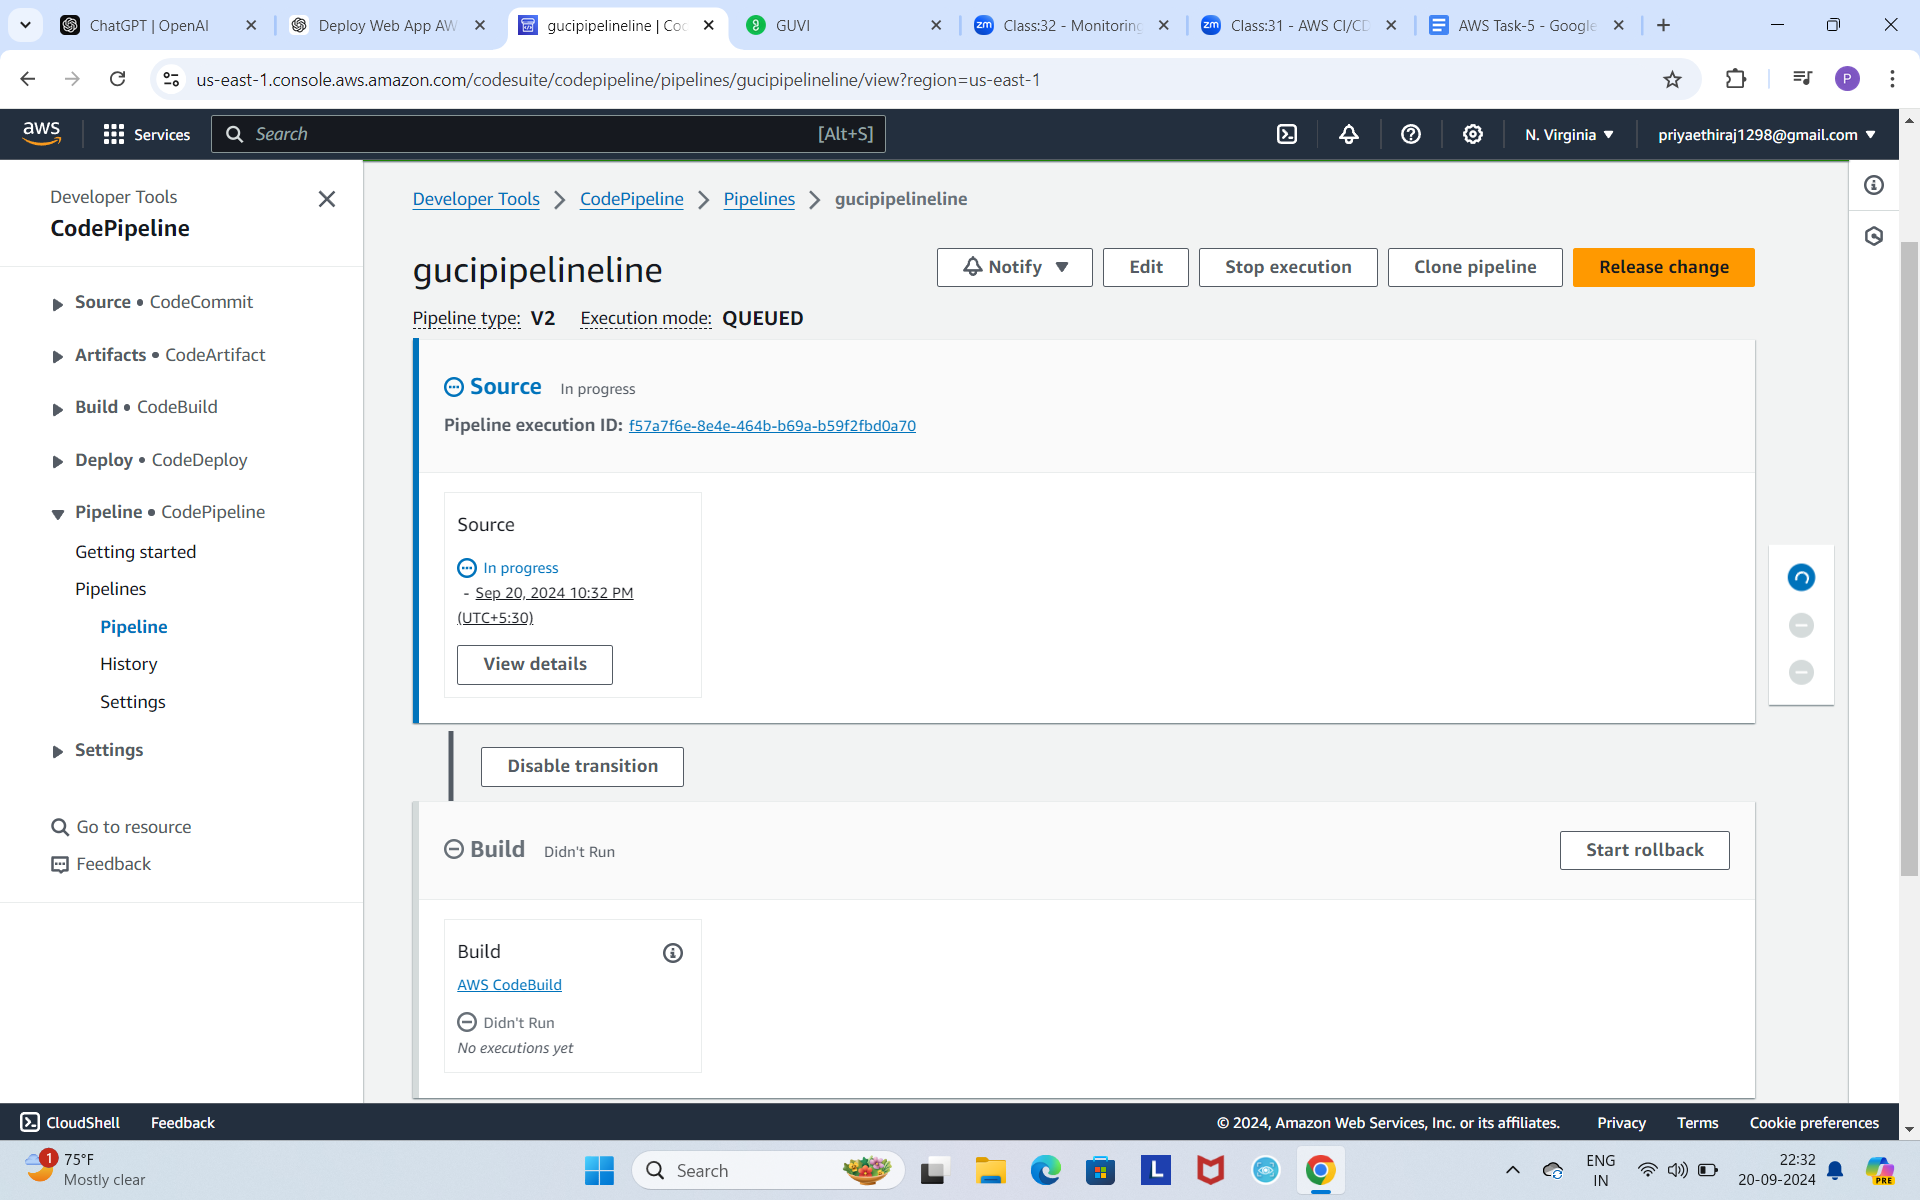 ChatGPT | OpenAI
Deploy Web App AW
gucipipelineline | Coc
GUVI
zm
Class:32 - Monitoring
zm
Class:31 - AWS CI/CD
AWS Task-5 - Google
us-east-1.console.aws.amazon.com/codesuite/codepipeline/pipelines/gucipipelineline/view?region=us-east-1
P
aws
Services
Search
[Alt+S]
N. Virginia
priyaethiraj1298@gmail.com
Developer Tools
CodePipeline
Source • CodeCommit
Artifacts • CodeArtifact
Build • CodeBuild
Deploy • CodeDeploy
Pipeline • CodePipeline
Getting started
Pipelines
Pipeline
History
Settings
Settings
Go to resource
Feedback
Developer Tools > CodePipeline > Pipelines > gucipipelineline
gucipipelineline
Notify
Edit
Stop execution
Clone pipeline
Release change
Pipeline type: V2 Execution mode: QUEUED
Source In progress
Pipeline execution ID: f57a7f6e-8e4e-464b-b69a-b59f2fbd0a70
Source
In progress
- Sep 20, 2024 10:32 PM
(UTC+5:30)
View details
Disable transition
Build Didn't Run
Start rollback
Build
AWS CodeBuild
Didn't Run
No executions yet
CloudShell
Feedback
© 2024, Amazon Web Services, Inc. or its affiliates.
Privacy
Terms
Cookie preferences
1
75°F
Mostly clear
Search
L
ENG
IN
22:32
20-09-2024
PRE